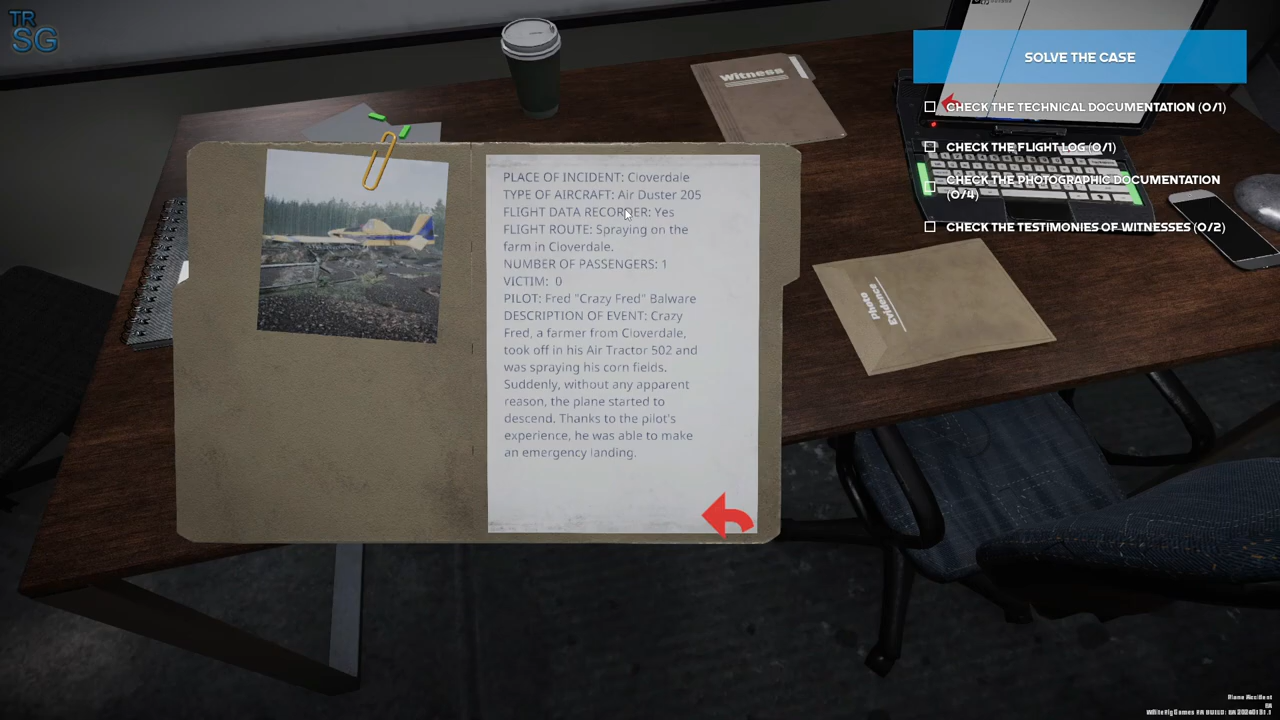 TR
SG
Witness
SOLVE THE CASE
CHECK THE TECHNICAL DOCUMENTATION (0/1)
CHECK THE FLIGHT LOG (0/1)
CHECK THE PHOTOGRAPHIC DOCUMENTATION
(0/4)
CHECK THE TESTIMONIES OF WITNESSES (0/2)
PLACE OF INCIDENT: Cloverdale
TYPE OF AIRCRAFT: Air Duster 205
FLIGHT DATA RECORDER: Yes
FLIGHT ROUTE: Spraying on the
farm in Cloverdale.
NUMBER OF PASSENGERS: 1
VICTIM: 0
PILOT: Fred "Crazy Fred" Balware
DESCRIPTION OF EVENT: Crazy
Fred, a farmer from Cloverdale,
took off in his Air Tractor 502 and
was spraying his corn fields.
Suddenly, without any apparent
reason, the plane started to
descend. Thanks to the pilot's
experience, he was able to make
an emergency landing.
Photo
Evidence
Plane Accident
EA